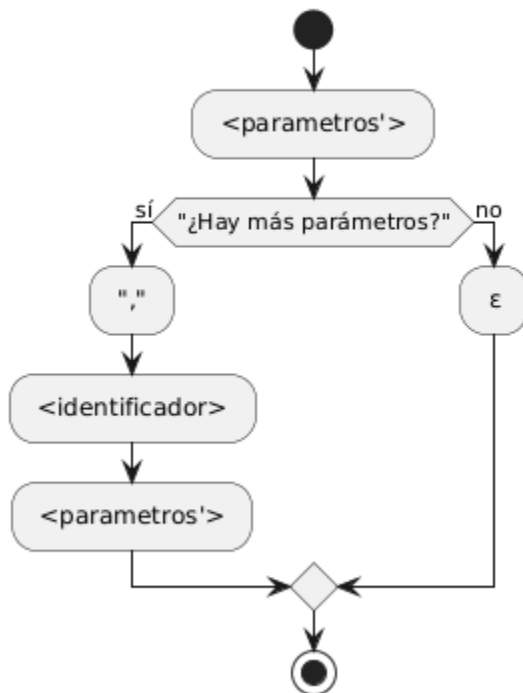 <parametros'>
"¿Hay más parámetros?"
sí
no
","
ε
<identificador>
<parametros'>